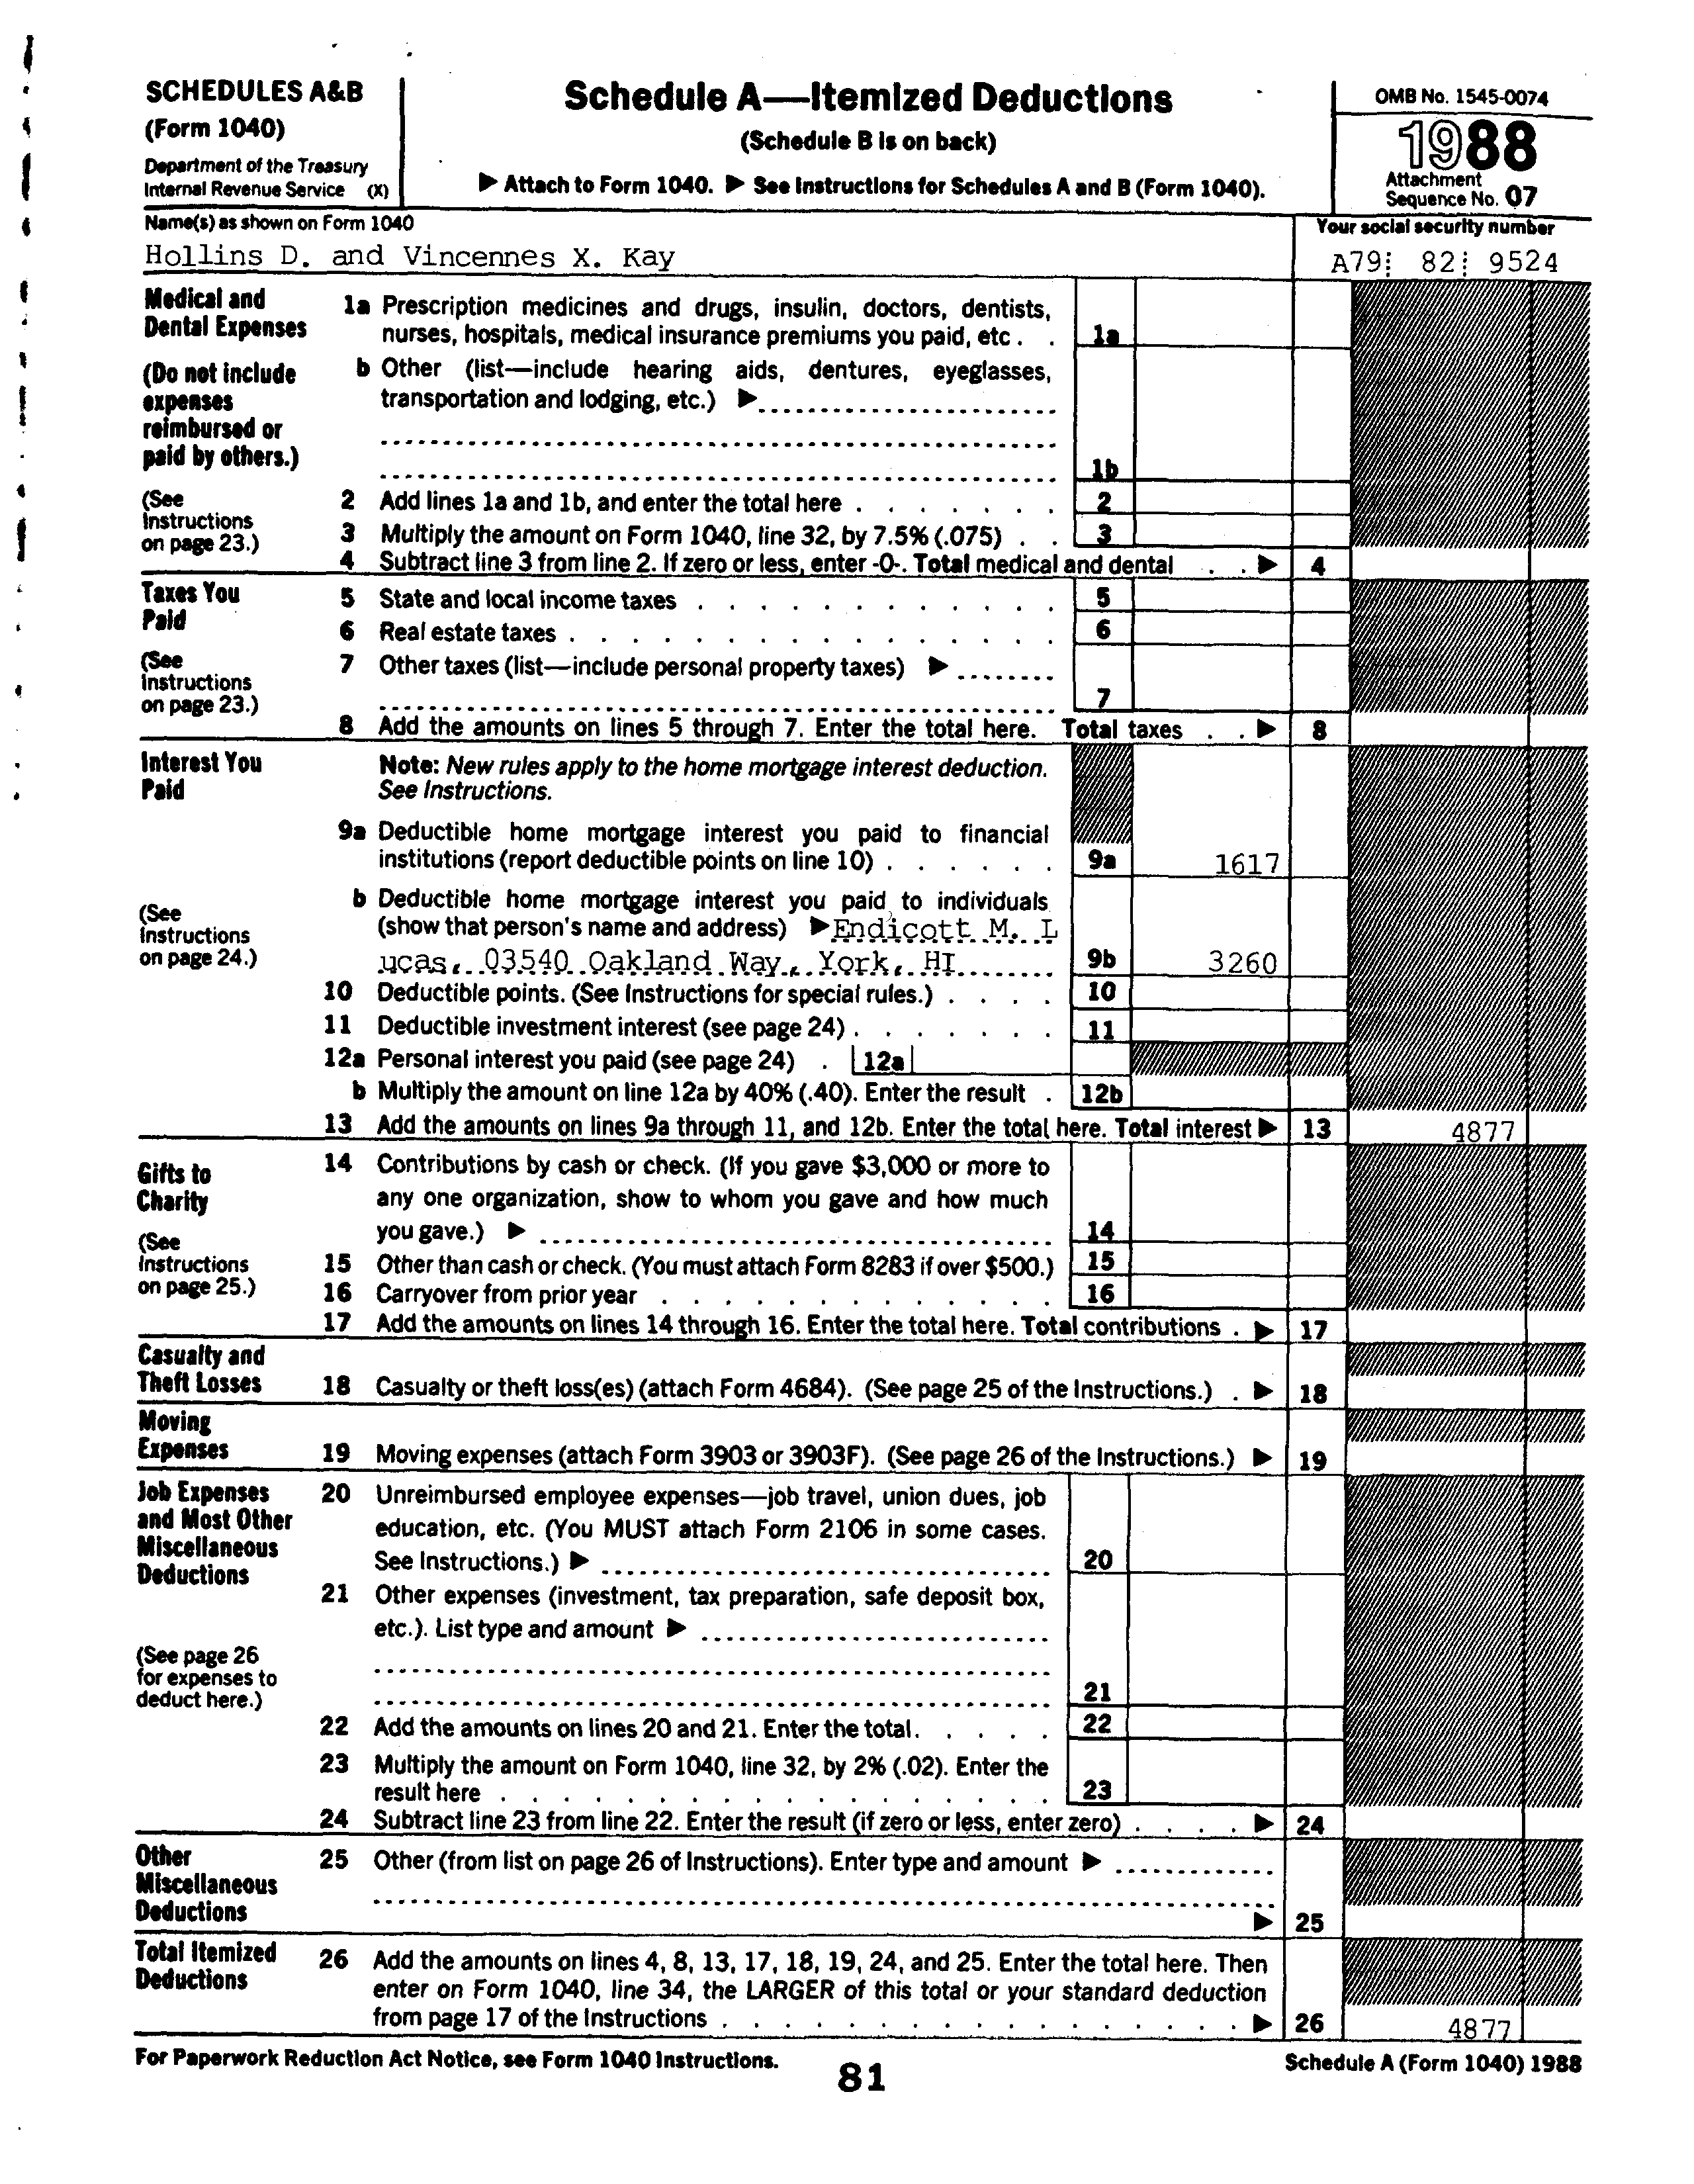 SCHEDULES A&B
(Form 1040)
Department of the Treasury
Internal Revenue Service (X)
Schedule A—Itemized Deductions
(Schedule B is on back)
▶ Attach to Form 1040. ▶ See Instructions for Schedules A and B (Form 1040).
OMB No. 1545-0074
1988
Attachment
Sequence No. 07
Name(s) as shown on Form 1040
Hollins D. and Vincennes X. Kay
Your social security number
A79 82 9524
Medical and
Dental Expenses
(Do not include
expenses
reimbursed or
paid by others.)
(See
Instructions
on page 23.)
1a Prescription medicines and drugs, insulin, doctors, dentists,
nurses, hospitals, medical insurance premiums you paid, etc . . 1a
b Other (list—include hearing aids, dentures, eyeglasses,
transportation and lodging, etc.) ▶
1b
2 Add lines 1a and 1b, and enter the total here . . . . . . . 2
3 Multiply the amount on Form 1040, line 32, by 7.5% (.075) . . 3
4 Subtract line 3 from line 2. If zero or less, enter -0-. Total medical and dental . . ▶ 4
Taxes You
Paid
(See
Instructions
on page 23.)
5 State and local income taxes . . . . . . . . . . . . 5
6 Real estate taxes . . . . . . . . . . . . . . . 6
7 Other taxes (list—include personal property taxes) ▶
7
8 Add the amounts on lines 5 through 7. Enter the total here. Total taxes . . ▶ 8
Interest You
Paid
(See
Instructions
on page 24.)
Note: New rules apply to the home mortgage interest deduction.
See Instructions.
9a Deductible home mortgage interest you paid to financial
institutions (report deductible points on line 10) . . . . . . 9a 1617
b Deductible home mortgage interest you paid to individuals
(show that person's name and address) ▶ Endicott M. L
ucas, 03540 Oakland Way, York, HI 9b 3260
10 Deductible points. (See Instructions for special rules.) . . . . 10
11 Deductible investment interest (see page 24) . . . . . . . 11
12a Personal interest you paid (see page 24) . 12a
b Multiply the amount on line 12a by 40% (.40). Enter the result . 12b
13 Add the amounts on lines 9a through 11, and 12b. Enter the total here. Total interest ▶ 13 4877
Gifts to
Charity
(See
Instructions
on page 25.)
14 Contributions by cash or check. (If you gave $3,000 or more to
any one organization, show to whom you gave and how much
you gave.) ▶ 14
15 Other than cash or check. (You must attach Form 8283 if over $500.) 15
16 Carryover from prior year . . . . . . . . . . . . . 16
17 Add the amounts on lines 14 through 16. Enter the total here. Total contributions . ▶ 17
Casualty and
Theft Losses
18 Casualty or theft loss(es) (attach Form 4684). (See page 25 of the Instructions.) . ▶ 18
Moving
Expenses
19 Moving expenses (attach Form 3903 or 3903F). (See page 26 of the Instructions.) ▶ 19
Job Expenses
and Most Other
Miscellaneous
Deductions
(See page 26
for expenses to
deduct here.)
20 Unreimbursed employee expenses—job travel, union dues, job
education, etc. (You MUST attach Form 2106 in some cases.
See Instructions.) ▶ 20
21 Other expenses (investment, tax preparation, safe deposit box,
etc.). List type and amount ▶
21
22 Add the amounts on lines 20 and 21. Enter the total. . . . . 22
23 Multiply the amount on Form 1040, line 32, by 2% (.02). Enter the
result here . . . . . . . . . . . . . . . . . 23
24 Subtract line 23 from line 22. Enter the result (if zero or less, enter zero) . . . . ▶ 24
Other
Miscellaneous
Deductions
25 Other (from list on page 26 of Instructions). Enter type and amount ▶
▶ 25
Total Itemized
Deductions
26 Add the amounts on lines 4, 8, 13, 17, 18, 19, 24, and 25. Enter the total here. Then
enter on Form 1040, line 34, the LARGER of this total or your standard deduction
from page 17 of the Instructions . . . . . . . . . . . . . . . . ▶ 26 4877
For Paperwork Reduction Act Notice, see Form 1040 Instructions.
81
Schedule A (Form 1040) 1988